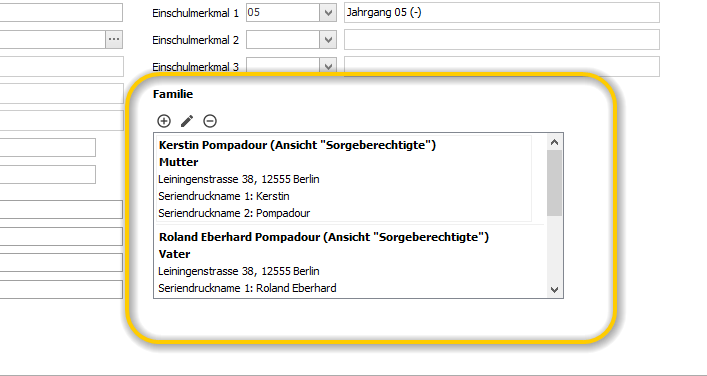 Einschulmerkmal 1 05 Jahrgang 05 (-)
Einschulmerkmal 2
Einschulmerkmal 3
Familie
Kerstin Pompadour (Ansicht "Sorgeberechtigte")
Mutter
Leiningenstrasse 38, 12555 Berlin
Seriendruckname 1: Kerstin
Seriendruckname 2: Pompadour
Roland Eberhard Pompadour (Ansicht "Sorgeberechtigte")
Vater
Leiningenstrasse 38, 12555 Berlin
Seriendruckname 1: Roland Eberhard